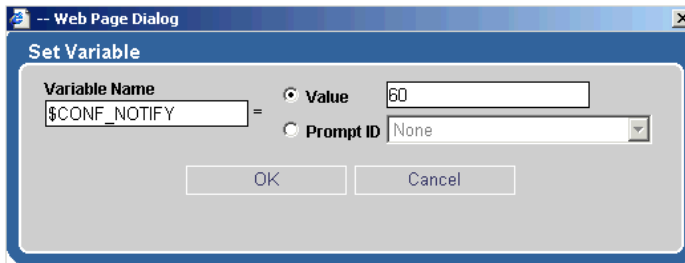 -- Web Page Dialog
Set Variable
Variable Name
$CONF_NOTIFY = Value 60
Prompt ID None
OK Cancel